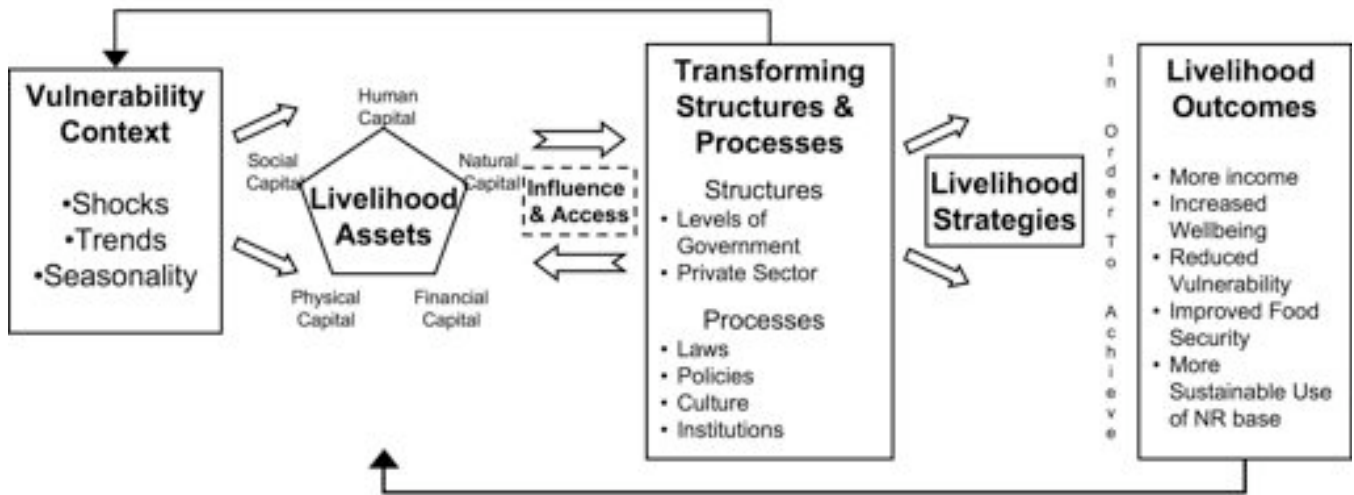 Vulnerability
Context
•Shocks
•Trends
•Seasonality
Human
Capital
Social
Capital
Natural
Capital
Livelihood
Assets
Physical
Capital
Financial
Capital
Influence
& Access
Transforming
Structures &
Processes
Structures
• Levels of
Government
• Private Sector
Processes
• Laws
• Policies
• Culture
• Institutions
Livelihood
Strategies
In Order To Achieve
Livelihood
Outcomes
• More income
• Increased
Wellbeing
• Reduced
Vulnerability
• Improved Food
Security
• More
Sustainable Use
of NR base